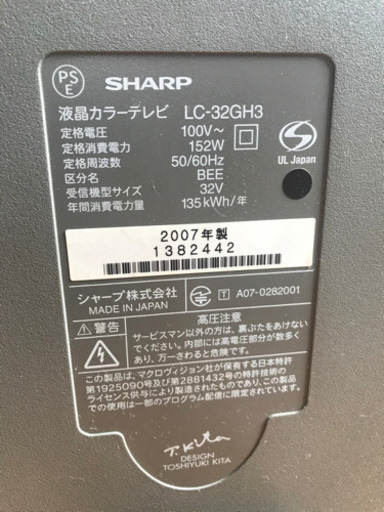 PS
E
SHARP
液晶カラーテレビ LC-32GH3
定格電圧 100V~
定格消費電力 152W
定格周波数 50/60Hz
区分名 BEE
受信機型サイズ 32V
年間消費電力量 135kWh/年
UL Japan
2007年製
1382442
シャープ株式会社
MADE IN JAPAN
T A07-0282001
高圧注意
サービスマン以外の方は、裏ぶたをあけない
でください。内部には高電圧部分が数多く
あり、万一さわると危険です。
この製品は、マクロヴィジョン社が保有する日本特許
第1925090号及び第2881432号の特許技術の
ライセンス供与により製造されたものであり、この技術
の使用は一部のプログラム配信に限定されています。
T. Kita
DESIGN
TOSHIYUKI KITA